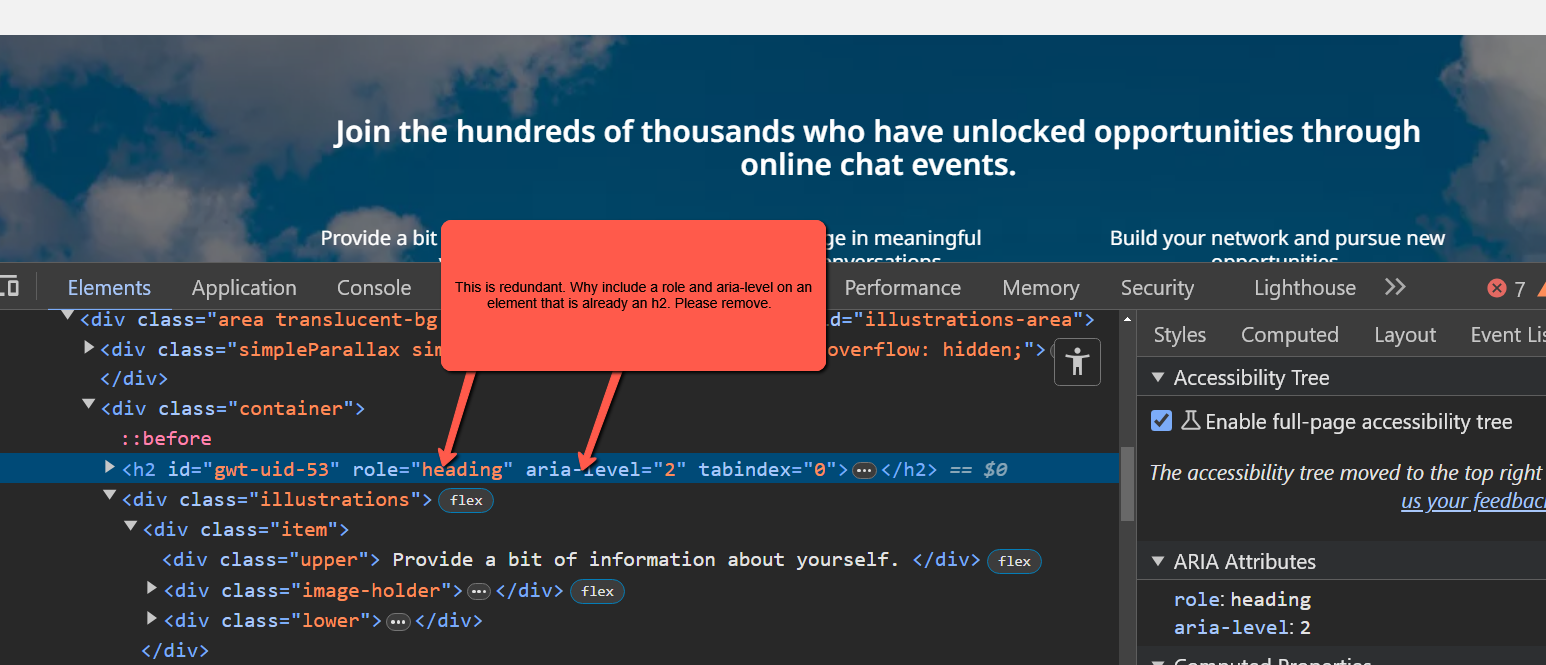 Join the hundreds of thousands who have unlocked opportunities through
online chat events.
Provide a bit
ge in meaningful
Build your network and pursue new
conversations
opportunities
This is redundant. Why include a role and aria-level on an
element that is already an h2. Please remove.
Elements Application Console Performance Memory Security Lighthouse 7
<div class="area translucent-bg d="illustrations-area">
<div class="simpleParallax sim overflow: hidden;">
</div>
<div class="container">
::before
<h2 id="gwt-uid-53" role="heading" aria-level="2" tabindex="0">…</h2> == $0
<div class="illustrations"> flex
<div class="item">
<div class="upper"> Provide a bit of information about yourself. </div> flex
<div class="image-holder">…</div> flex
<div class="lower">…</div>
</div>
Styles Computed Layout Event Lis
Accessibility Tree
Enable full-page accessibility tree
The accessibility tree moved to the top right
us your feedback
ARIA Attributes
role: heading
aria-level: 2
Computed Properties